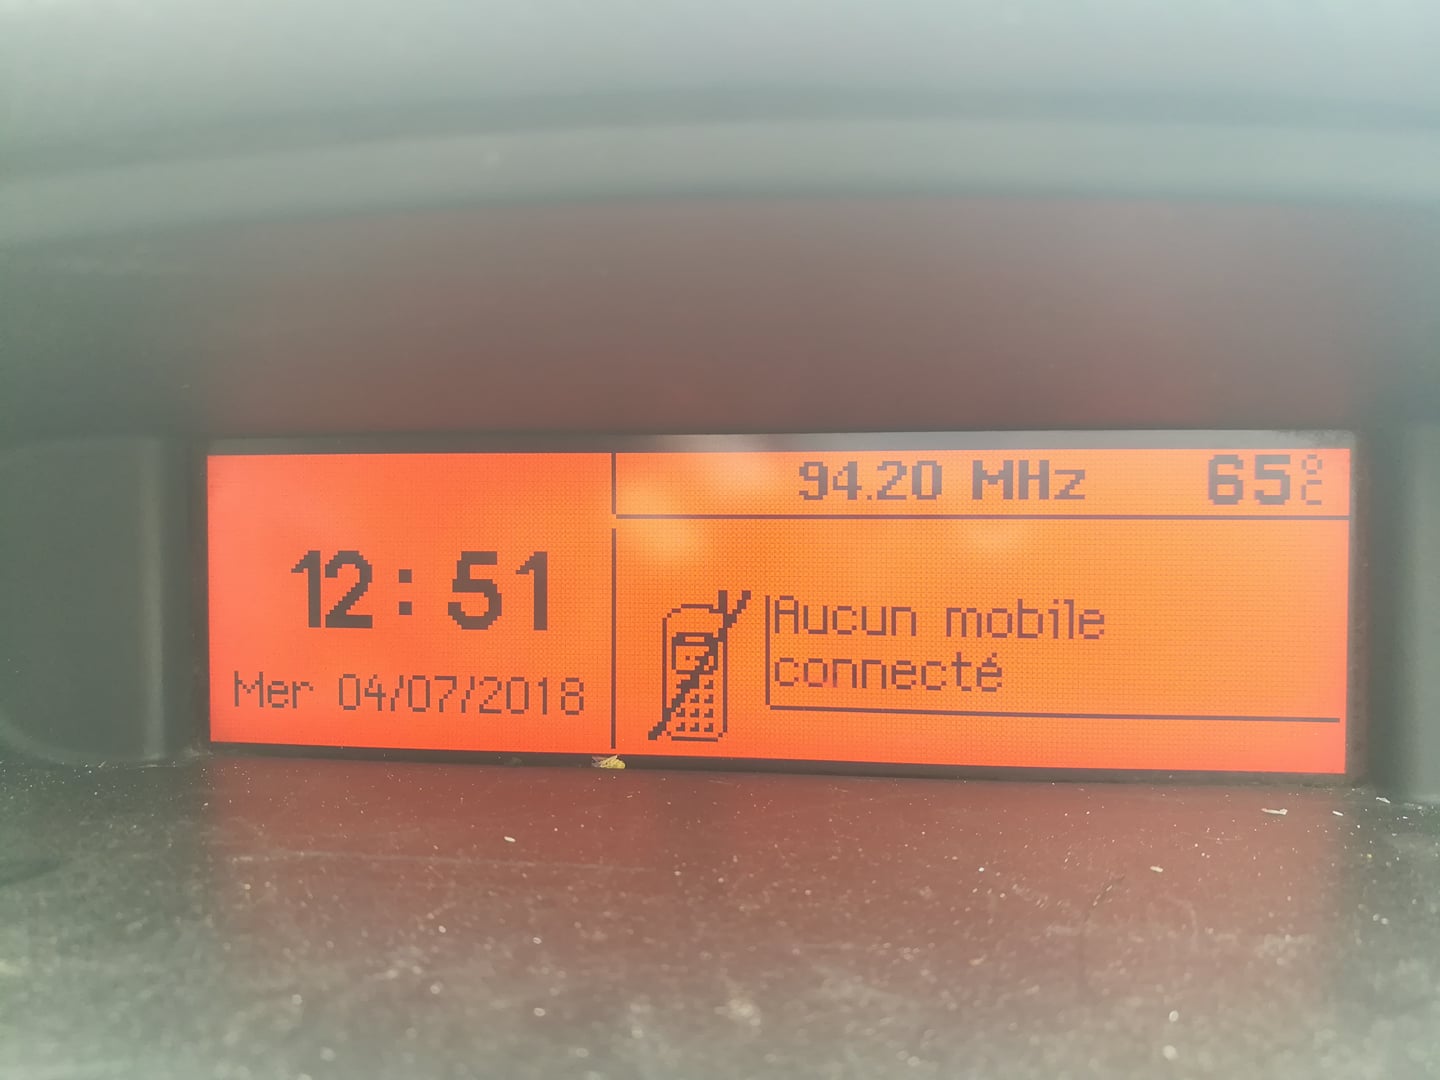 94.20 MHz 65°C
12:51
Mer 04/07/2018
Aucun mobile
connecté